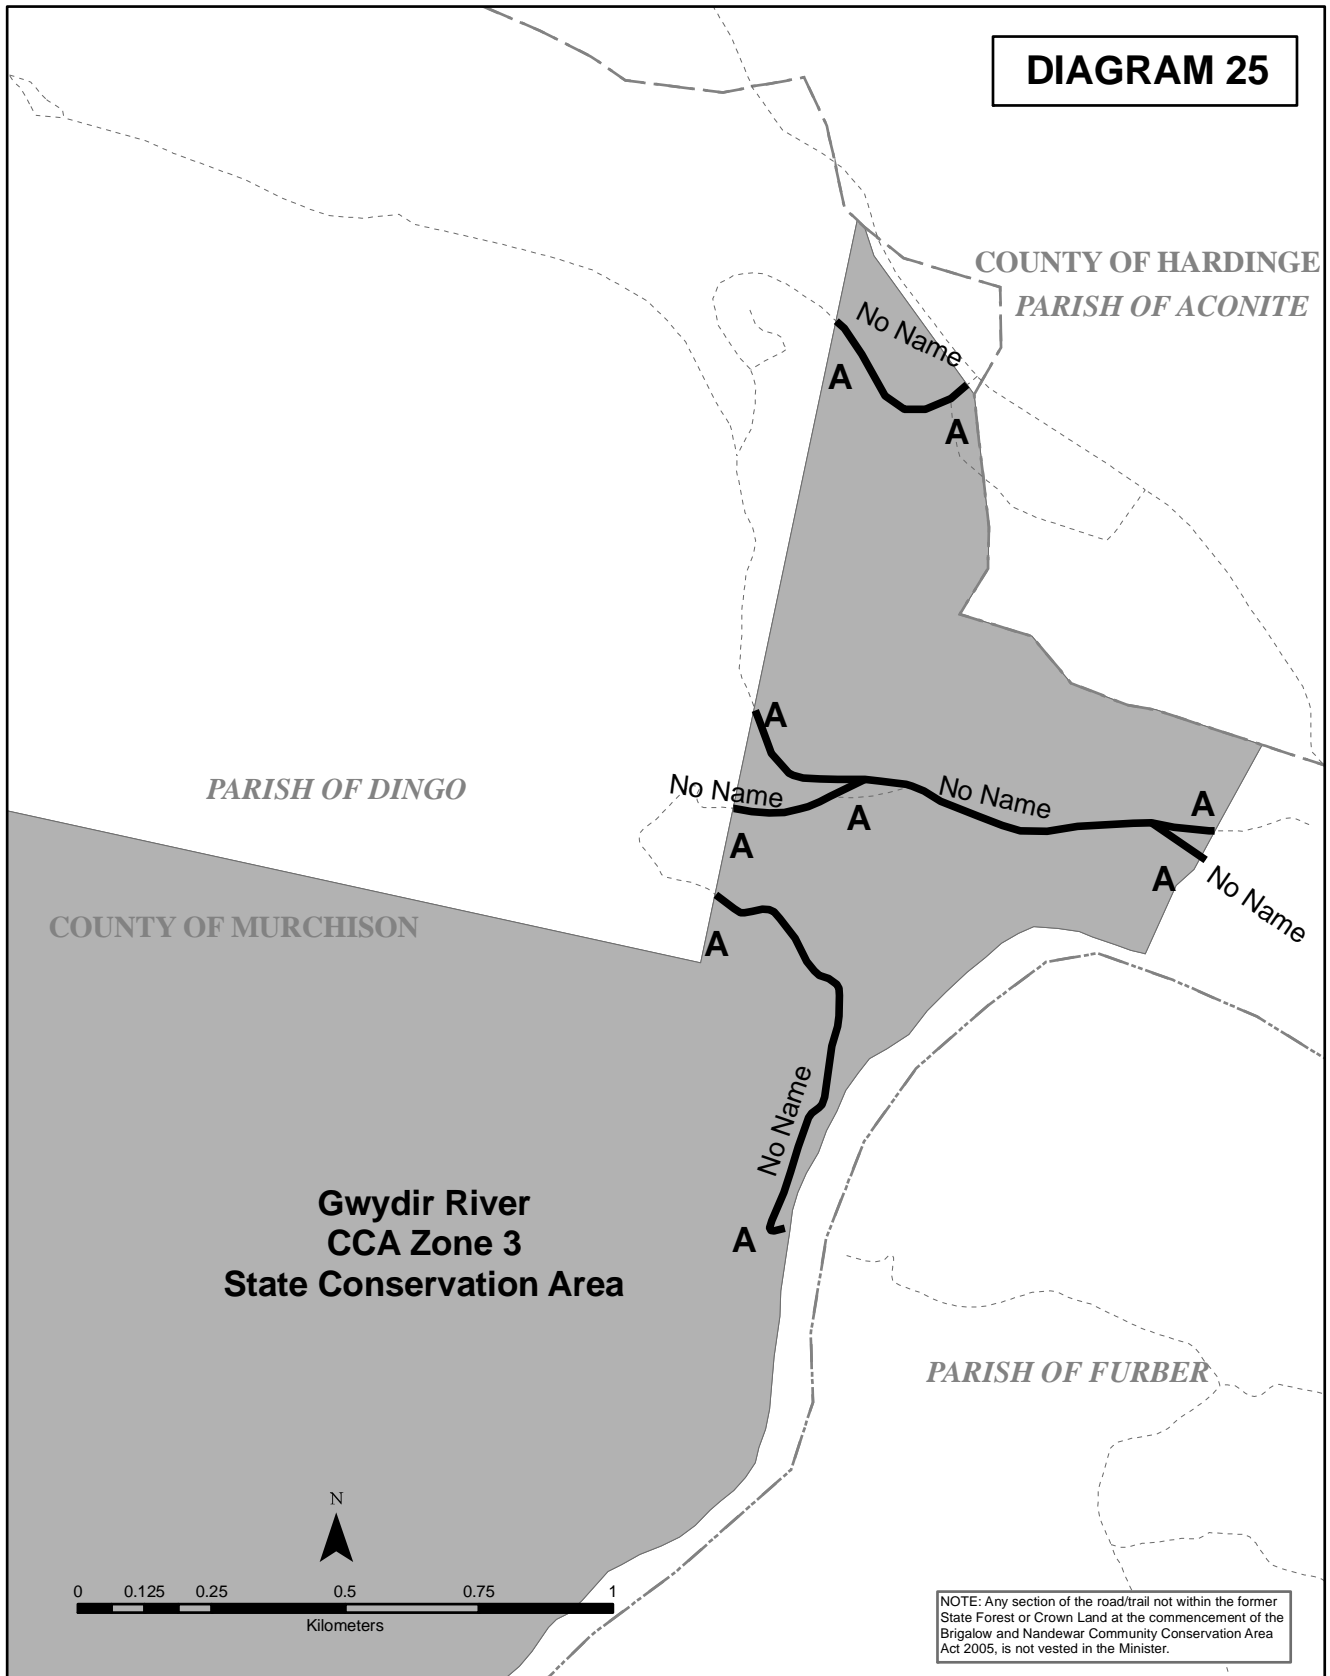 DIAGRAM 25
COUNTY OF HARDINGE
PARISH OF ACONITE
No Name
A
A
A
PARISH OF DINGO
No Name
No Name
A
A
A
A
No Name
COUNTY OF MURCHISON
A
No Name
A
Gwydir River
CCA Zone 3
State Conservation Area
PARISH OF FURBER
N
0 0.125 0.25 0.5 0.75 1
Kilometers
NOTE: Any section of the road/trail not within the former
State Forest or Crown Land at the commencement of the
Brigalow and Nandewar Community Conservation Area
Act 2005, is not vested in the Minister.